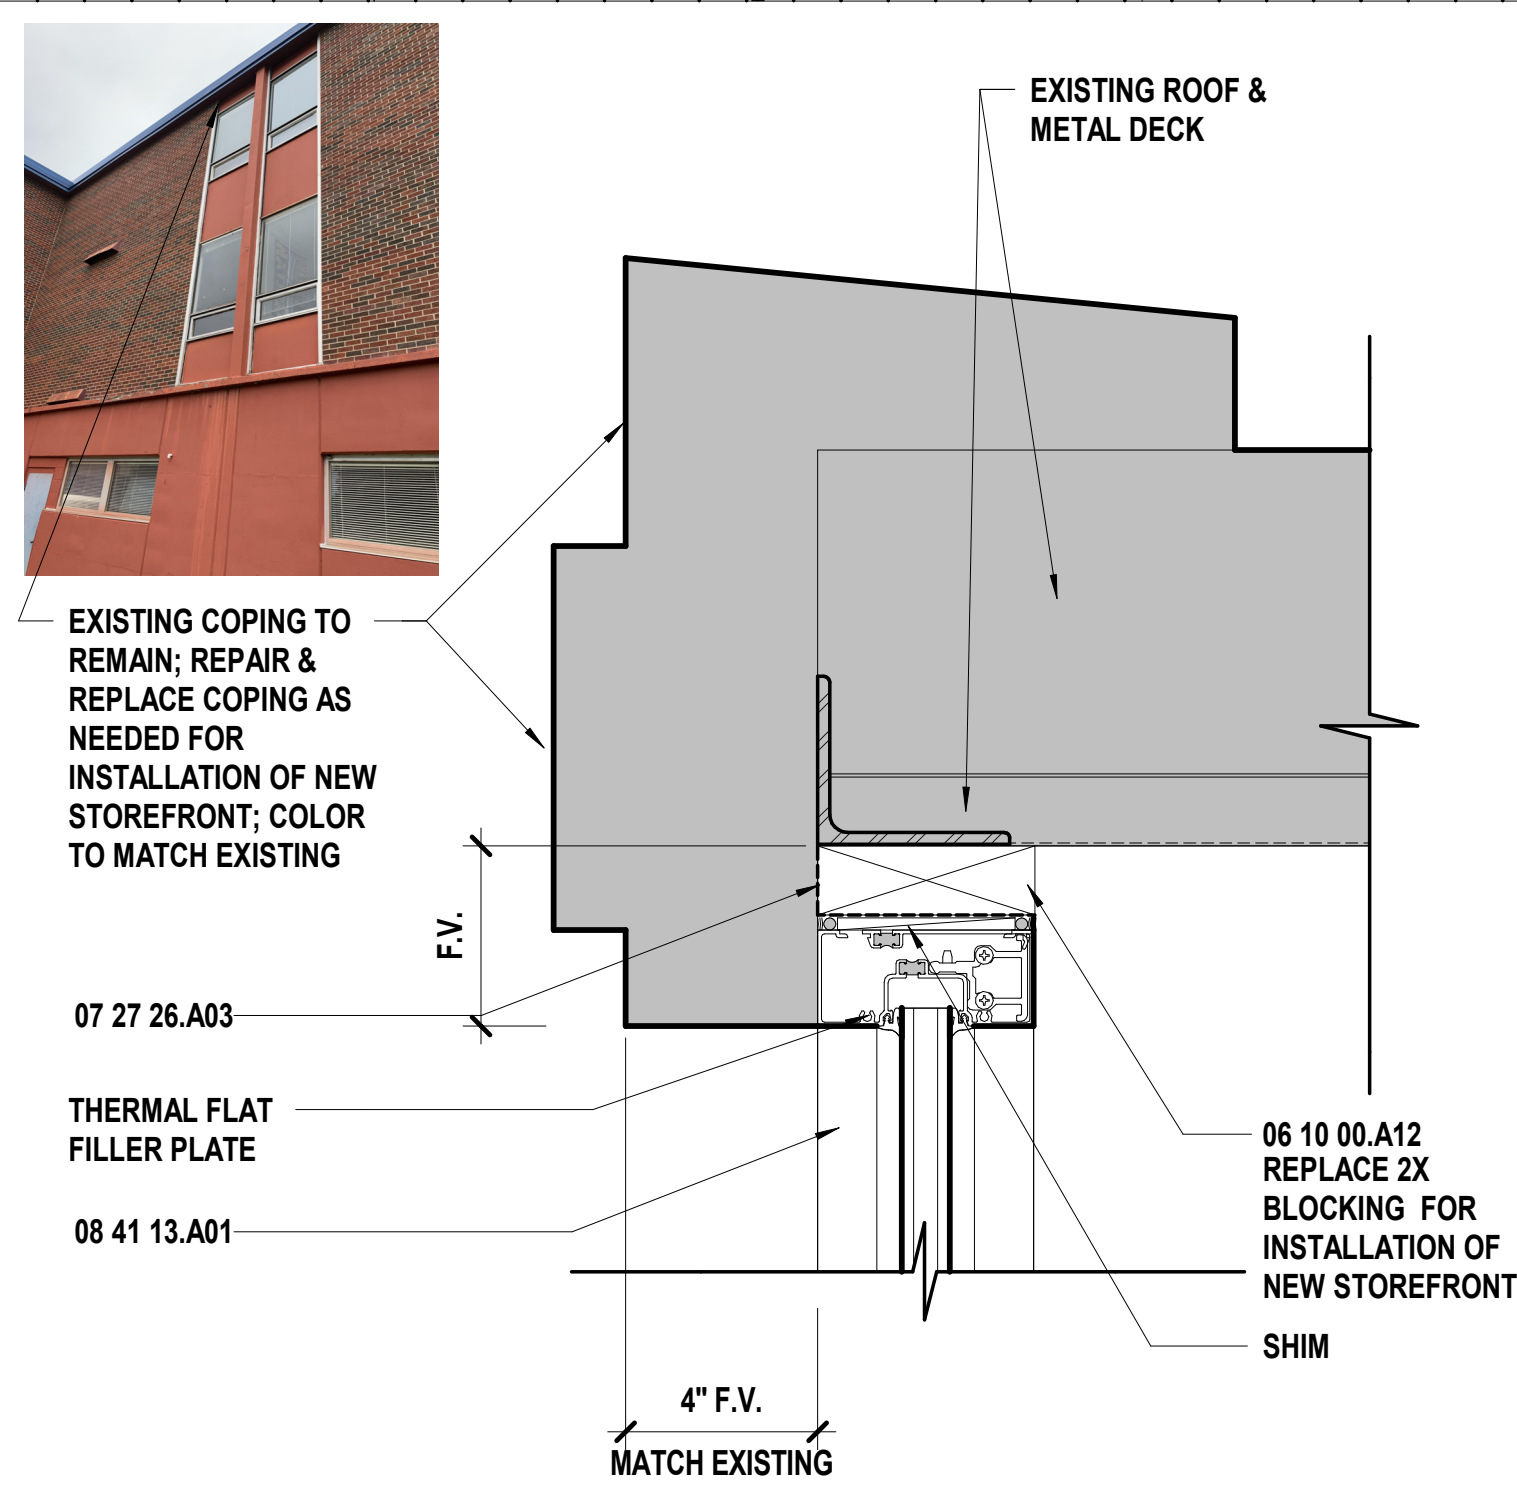 EXISTING ROOF &
METAL DECK
EXISTING COPING TO
REMAIN; REPAIR &
REPLACE COPING AS
NEEDED FOR
INSTALLATION OF NEW
STOREFRONT; COLOR
TO MATCH EXISTING
F.V.
07 27 26.A03
THERMAL FLAT
FILLER PLATE
08 41 13.A01
06 10 00.A12
REPLACE 2X
BLOCKING FOR
INSTALLATION OF
NEW STOREFRONT
SHIM
4" F.V.
MATCH EXISTING